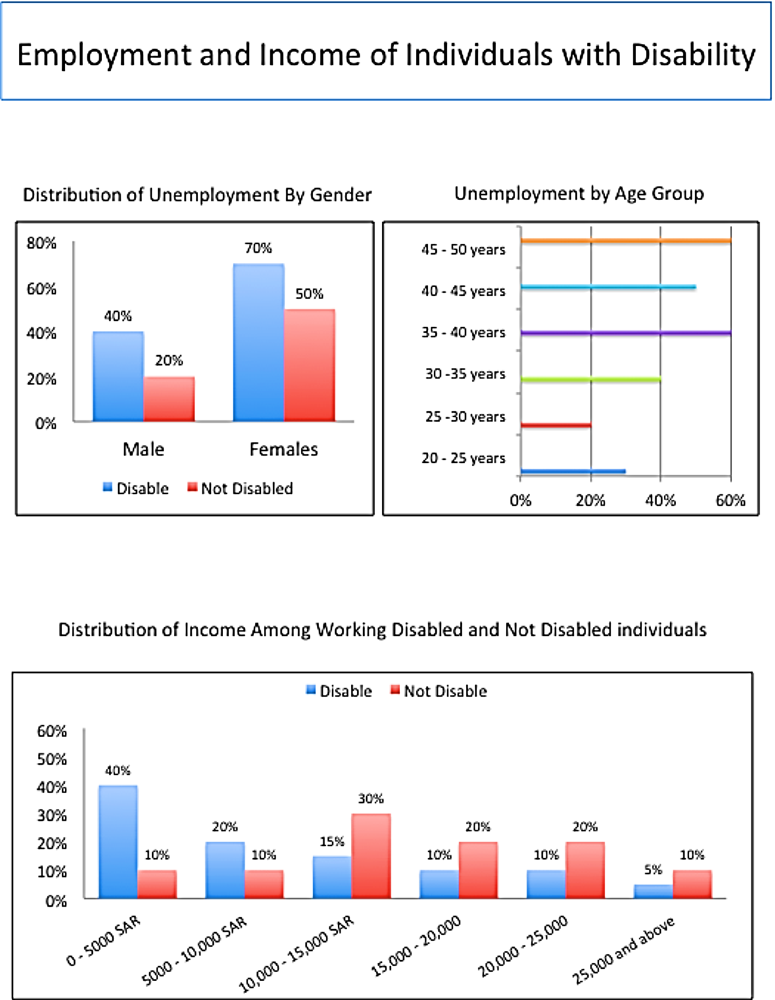 Employment and Income of Individuals with Disability
Distribution of Unemployment By Gender
80%
60%
40%
20%
0%
70%
50%
40%
20%
Male
Females
Disable
Not Disabled
Unemployment by Age Group
45 - 50 years
40 - 45 years
35 - 40 years
30 -35 years
25 -30 years
20 - 25 years
0%
20%
40%
60%
Distribution of Income Among Working Disabled and Not Disabled individuals
Disable
Not Disable
60%
50%
40%
30%
20%
10%
0%
40%
10%
20%
10%
15%
30%
10%
20%
10%
20%
5%
10%
0 - 5000 SAR
5000 - 10,000 SAR
10,000 - 15,000 SAR
15,000 - 20,000
20,000 - 25,000
25,000 and above